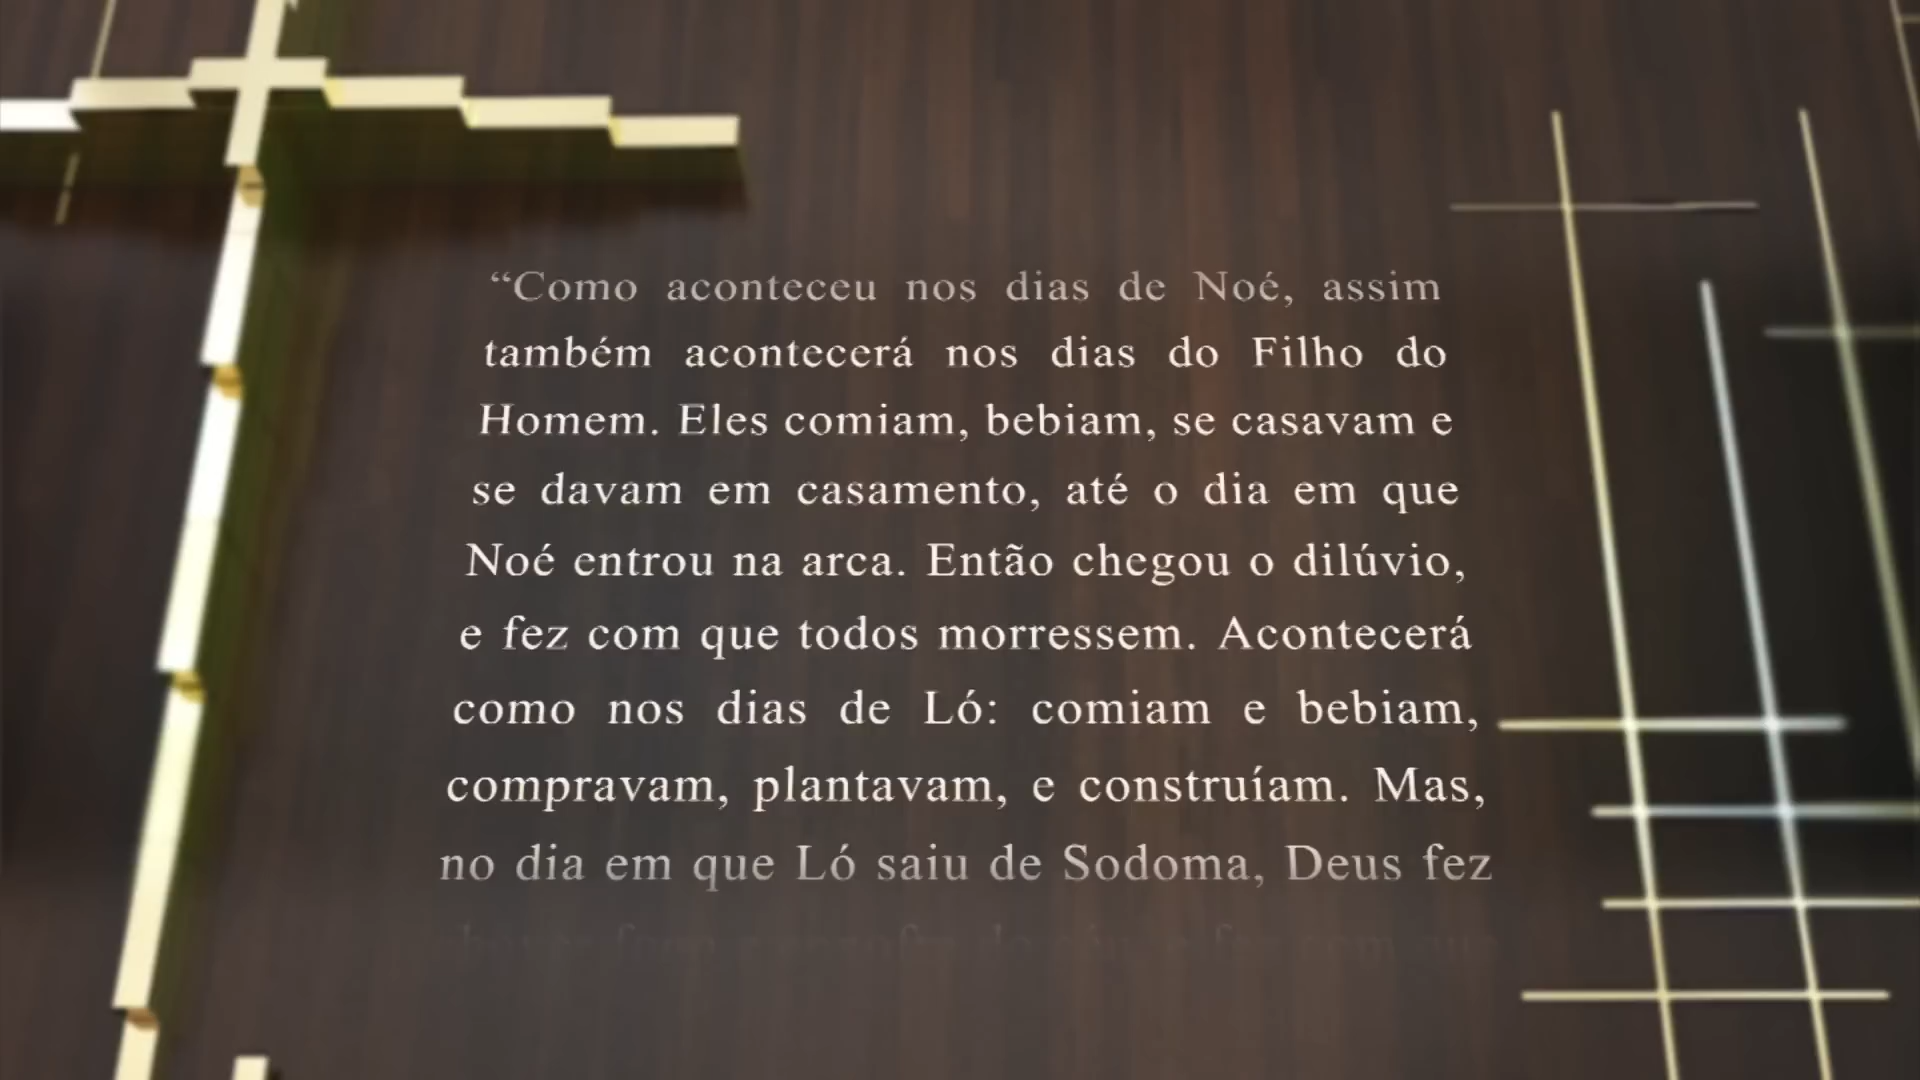 “Como aconteceu nos dias de Noé, assim
também acontecerá nos dias do Filho do
Homem. Eles comiam, bebiam, se casavam e
se davam em casamento, até o dia em que
Noé entrou na arca. Então chegou o dilúvio,
e fez com que todos morressem. Acontecerá
como nos dias de Ló: comiam e bebiam,
compravam, plantavam, e construíam. Mas,
no dia em que Ló saiu de Sodoma, Deus fez